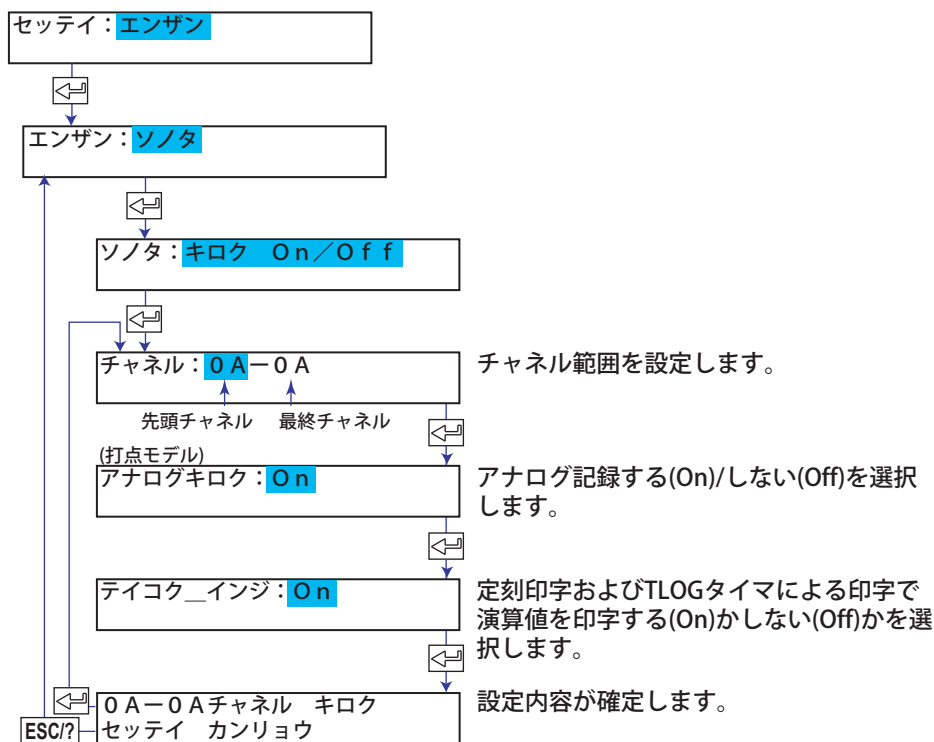 セッテイ：エンザン
エンザン：ソノタ
ソノタ：キロク　Ｏｎ／Ｏｆｆ
チャネル：０Ａー０Ａ
チャネル範囲を設定します。
先頭チャネル　最終チャネル
(打点モデル)
アナログキロク：Ｏｎ
アナログ記録する(On)/しない(Off)を選択
します。
テイコク＿インジ：Ｏｎ
定刻印字およびTLOGタイマによる印字で
演算値を印字する(On)かしない(Off)かを選
択します。
０Ａー０Ａチャネル　キロク
セッテイ　カンリョウ
設定内容が確定します。
ESC/?